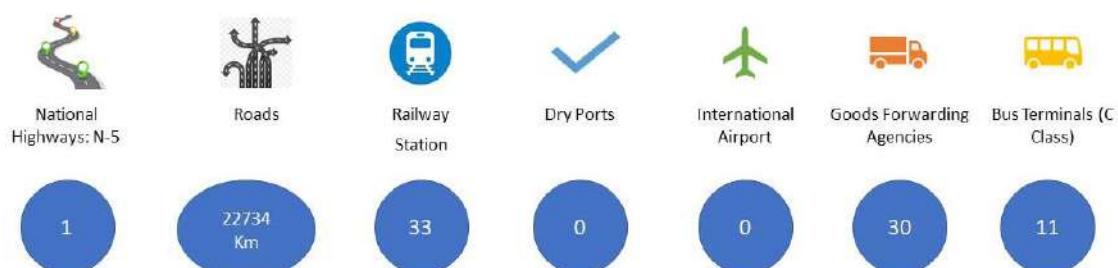 National
Highways: N-5
Roads
Railway
Station
Dry Ports
International
Airport
Goods Forwarding
Agencies
Bus Terminals (C
Class)
1
22734
Km
33
0
0
30
11